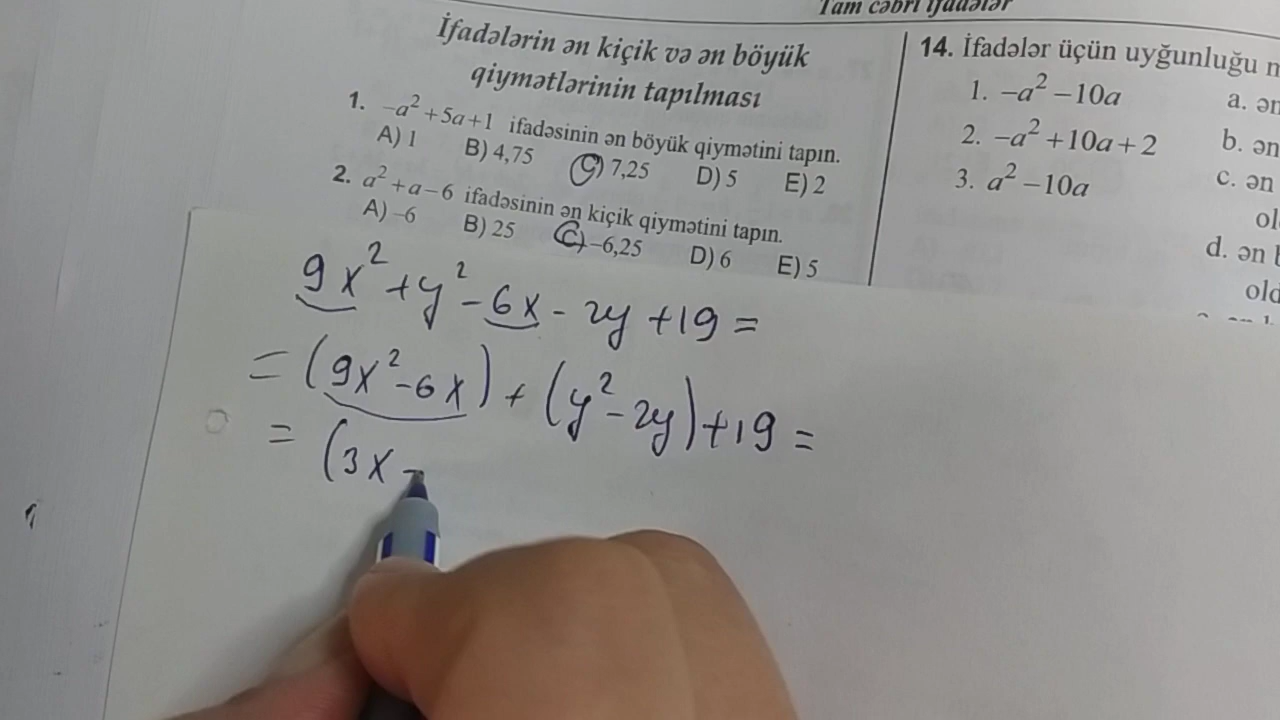 Tam cəbri ifadələr
İfadələrin ən kiçik və ən böyük
qiymətlərinin tapılması
1. −a² + 5a + 1 ifadəsinin ən böyük qiymətini tapın.
A) 1 B) 4,75 C) 7,25 D) 5 E) 2
2. a² + a − 6 ifadəsinin ən kiçik qiymətini tapın.
A) −6 B) 25 C) −6,25 D) 6 E) 5
14. İfadələr üçün uyğunluğu
1. −a² − 10a a. ən
2. −a² + 10a + 2 b. ən
3. a² − 10a c. ən
d. ən
9x² + y² − 6x − 2y + 19 =
= (9x² − 6x) + (y² − 2y) + 19 =
= (3x −